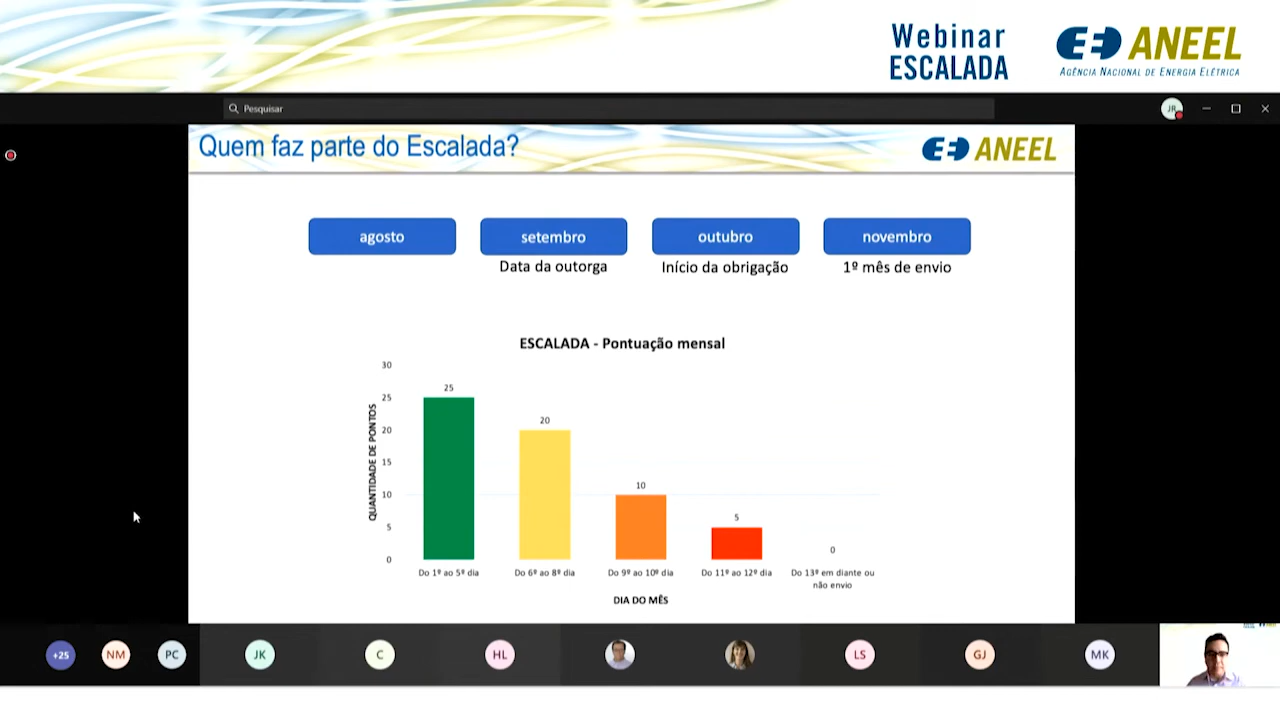 Webinar
ESCALADA
ANEEL
AGÊNCIA NACIONAL DE ENERGIA ELÉTRICA
Pesquisar
JR
Quem faz parte do Escalada?
ANEEL
agosto
setembro
outubro
novembro
Data da outorga
Início da obrigação
1º mês de envio
ESCALADA - Pontuação mensal
QUANTIDADE DE PONTOS
30
25
20
15
10
5
0
25
20
10
5
0
Do 1º ao 5º dia
Do 6º ao 8º dia
Do 9º ao 10º dia
Do 11º ao 12º dia
Do 13º em diante ou
não envio
DIA DO MÊS
+25
NM
PC
JK
C
HL
LS
GJ
MK